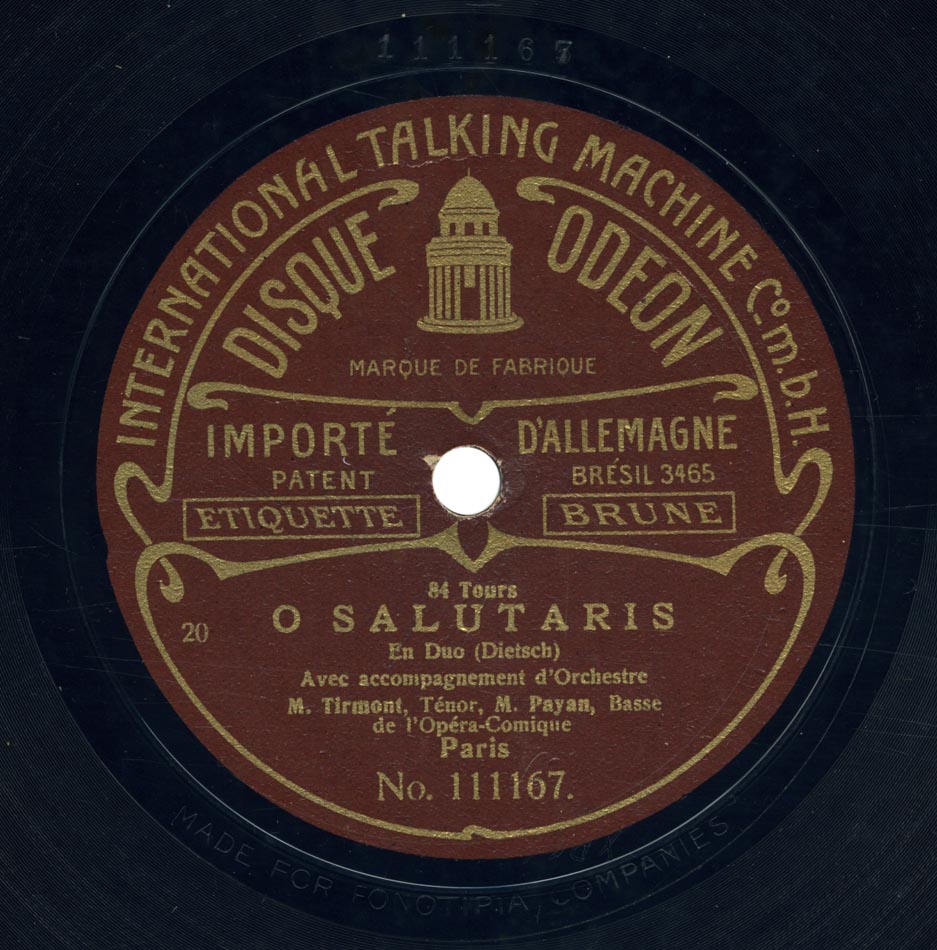 111167
INTERNATIONAL TALKING MACHINE Co. m. b. H.
DISQUE ODEON
MARQUE DE FABRIQUE
IMPORTÉ D'ALLEMAGNE
PATENT BRÉSIL 3465
ETIQUETTE BRUNE
84 Tours
O SALUTARIS
20
En Duo (Dietsch)
Avec accompagnement d'Orchestre
M. Tirmont, Ténor, M. Payan, Basse
de l'Opéra-Comique
Paris
No. 111167.
MADE FOR FONOTIPIA COMPANIES